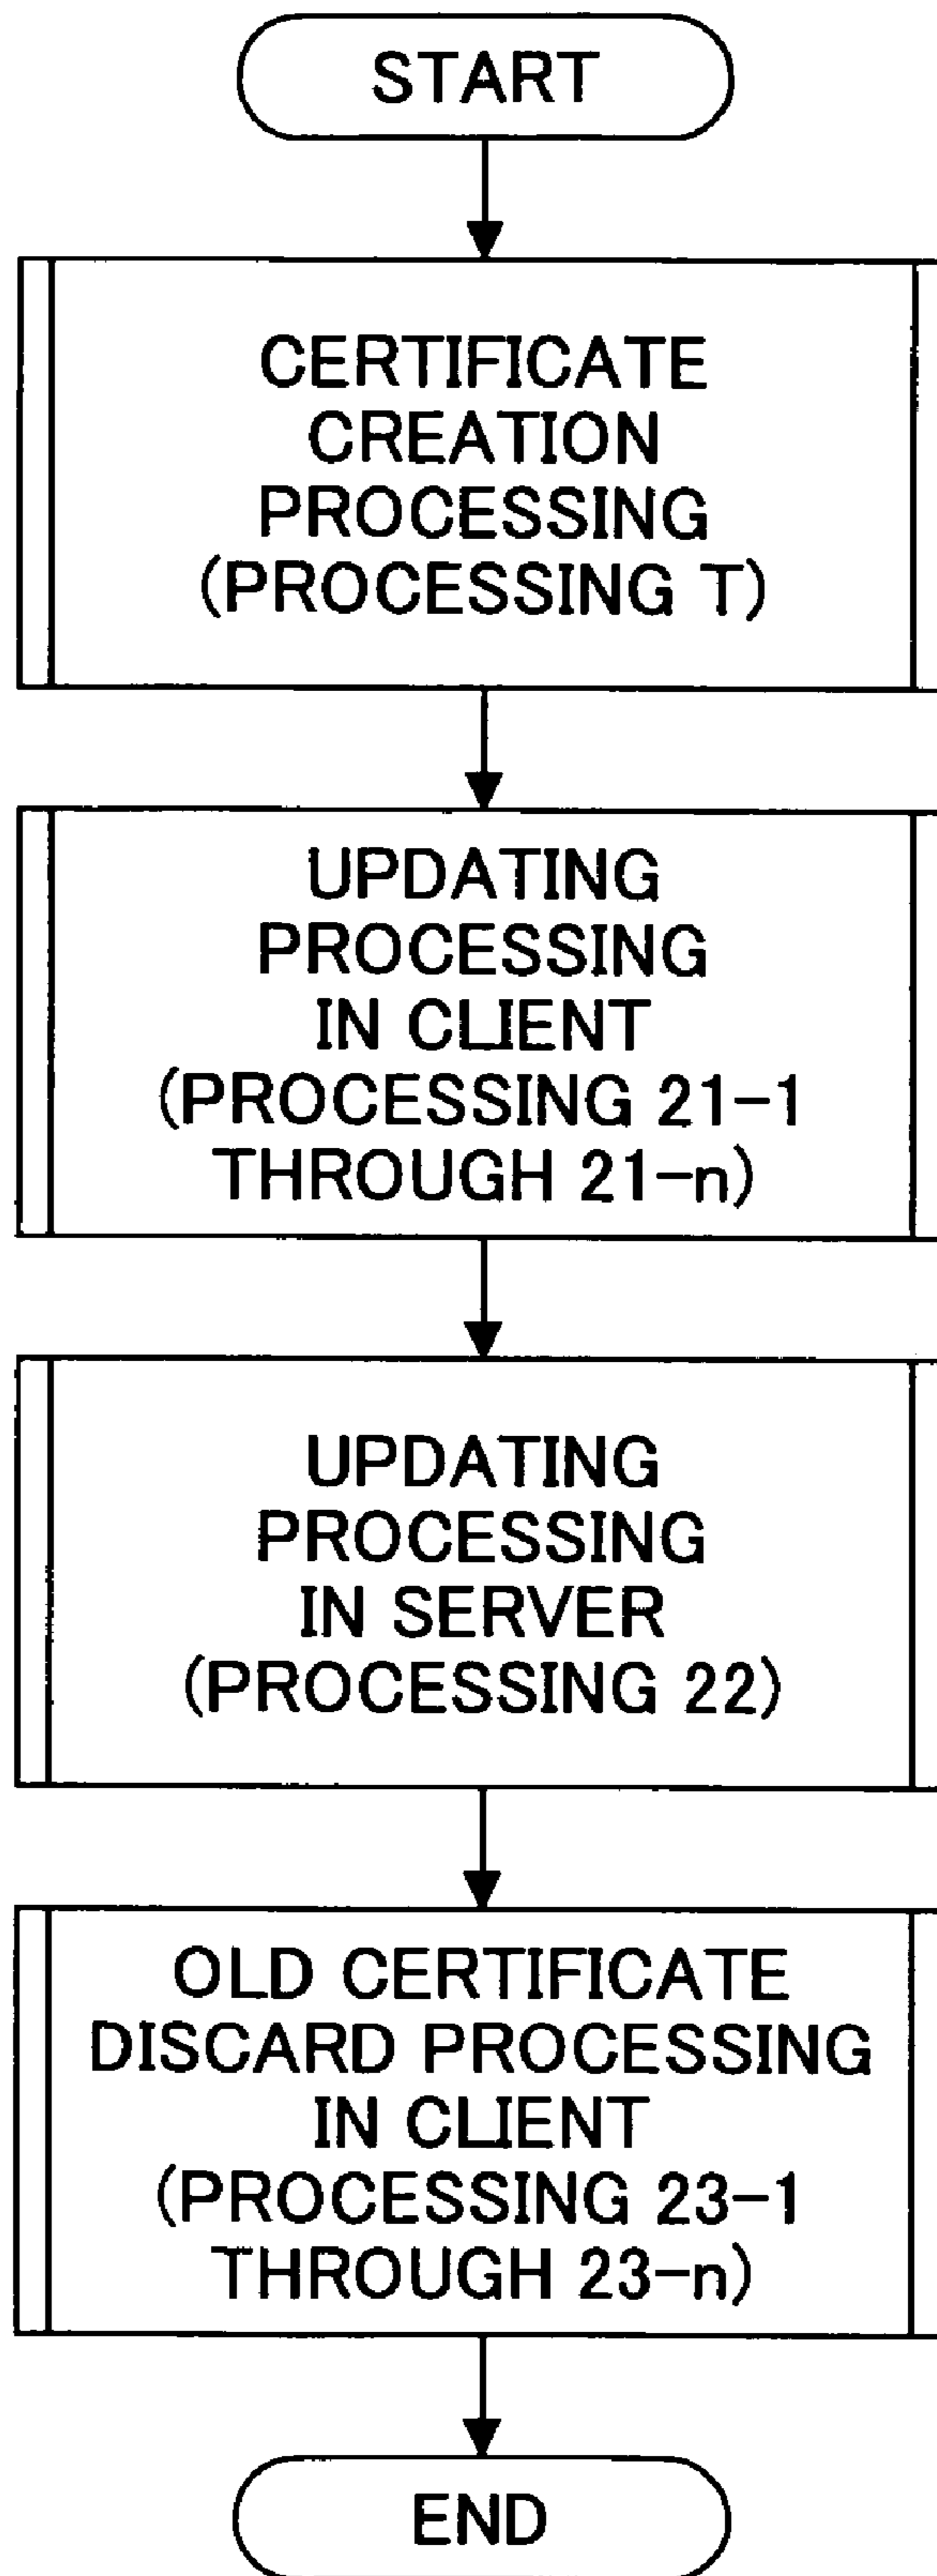 START
CERTIFICATE
CREATION
PROCESSING
(PROCESSING T)
UPDATING
PROCESSING
IN CLIENT
(PROCESSING 21-1
THROUGH 21-n)
UPDATING
PROCESSING
IN SERVER
(PROCESSING 22)
OLD CERTIFICATE
DISCARD PROCESSING
IN CLIENT
(PROCESSING 23-1
THROUGH 23-n)
END